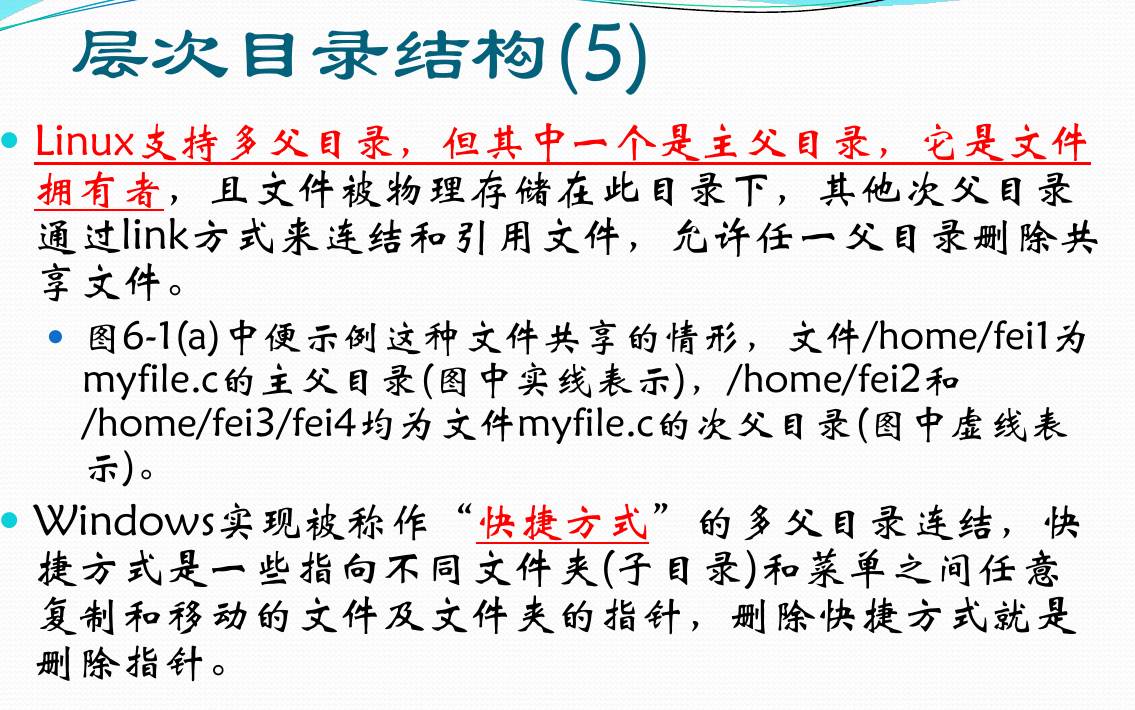 层次目录结构(5)
Linux支持多父目录，但其中一个是主父目录，它是文件
拥有者，且文件被物理存储在此目录下，其他次父目录
通过link方式来连结和引用文件，允许任一父目录删除共
享文件。
图6-1(a)中便示例这种文件共享的情形，文件/home/fei1为
myfile.c的主父目录(图中实线表示)，/home/fei2和
/home/fei3/fei4均为文件myfile.c的次父目录(图中虚线表
示)。
Windows实现被称作“快捷方式”的多父目录连结，快
捷方式是一些指向不同文件夹(子目录)和菜单之间任意
复制和移动的文件及文件夹的指针，删除快捷方式就是
删除指针。